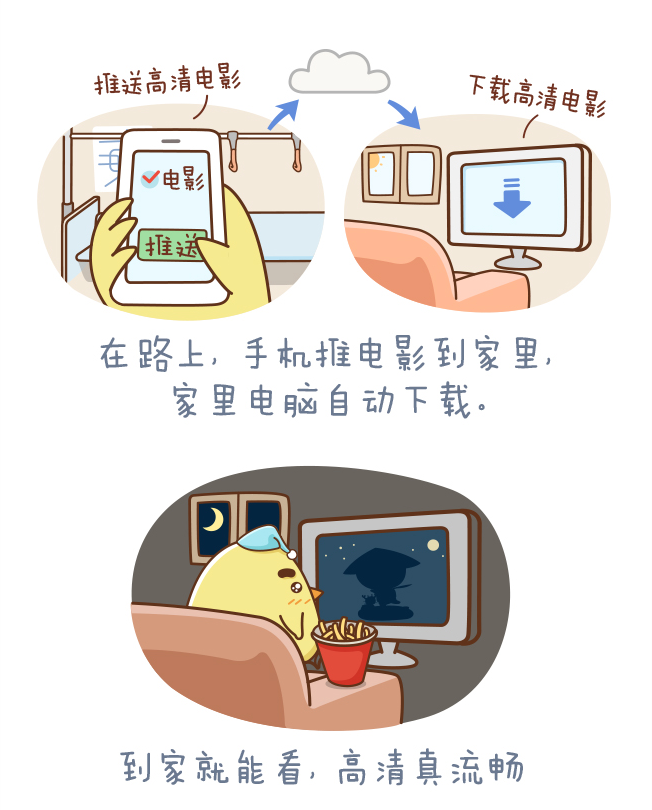 推送高清电影
下载高清电影
电影
推送
在路上，手机推电影到家里，
家里电脑自动下载。
到家就能看，高清真流畅